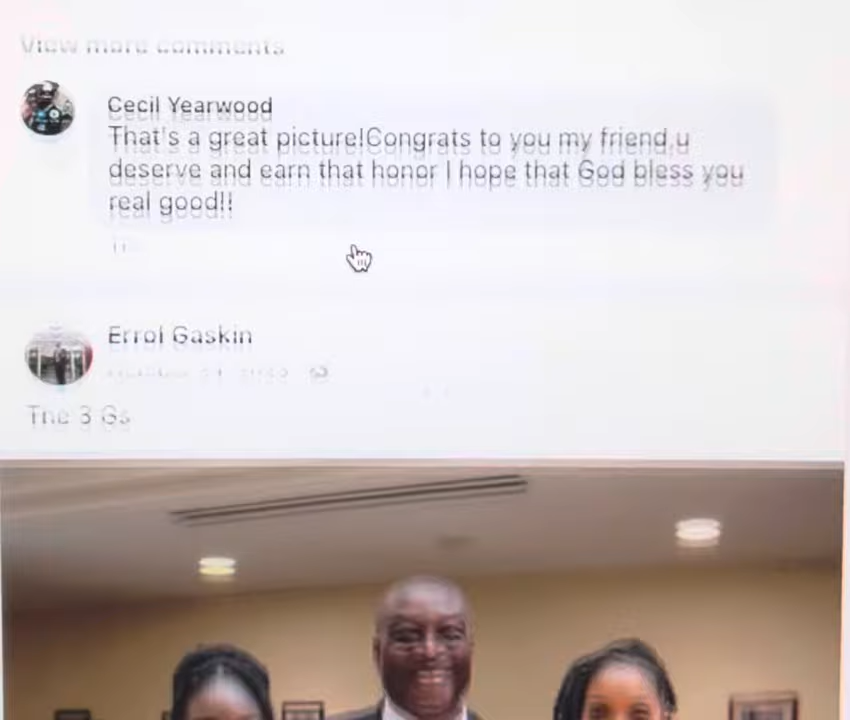 View more comments
Cecil Yearwood
That's a great picture!Congrats to you my friend,u
deserve and earn that honor I hope that God bless you
real good!!
Errol Gaskin
The 3 Gs